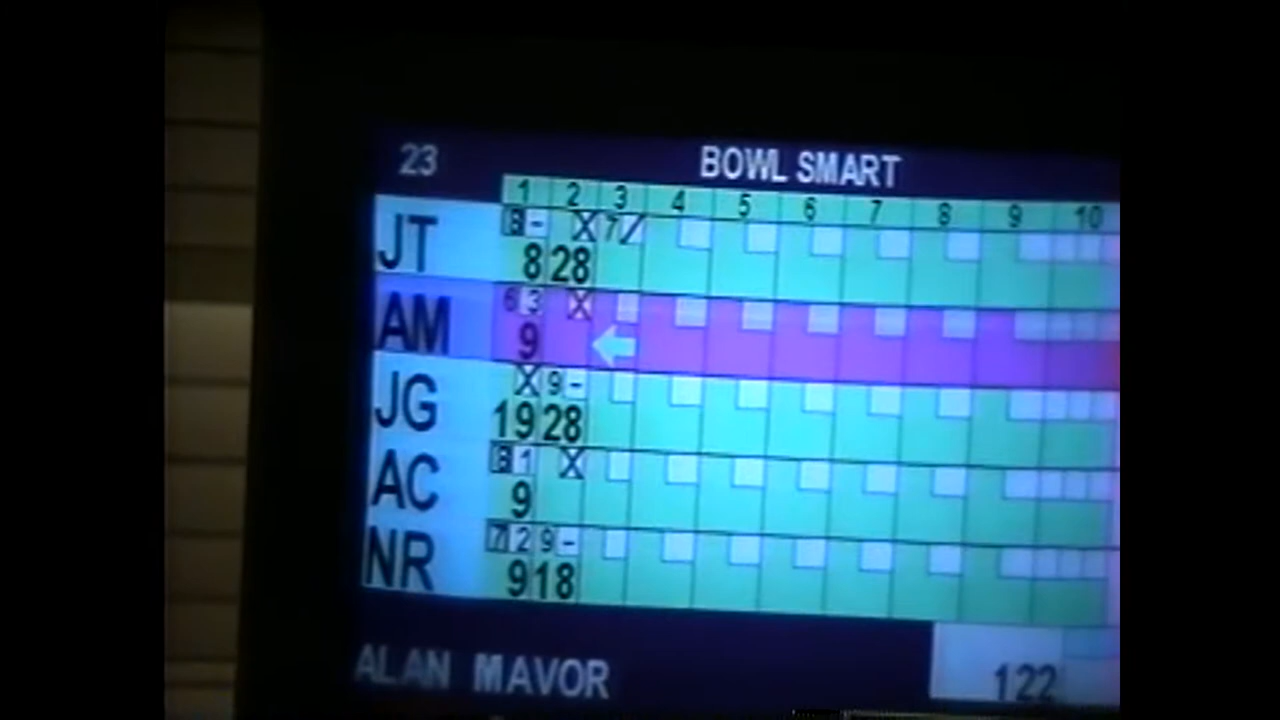 23 BOWL SMART
1 2 3 4 5 6 7 8 9 10
JT 8 - X 7 /
8 28
AM 6 3 X
9
JG X 9 -
19 28
AC 8 1 X
9
NR 7 2 9 -
9 18
ALAN MAVOR 122